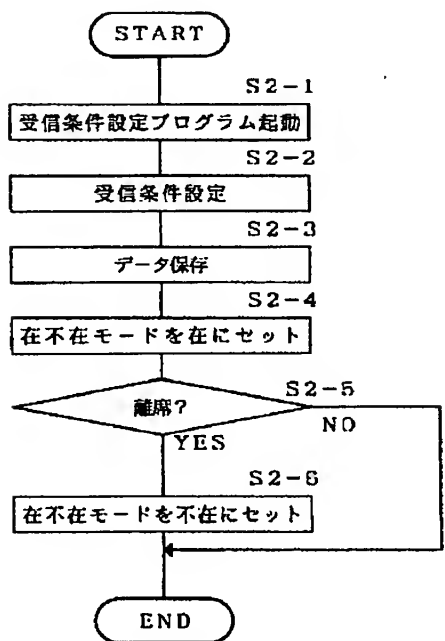 START
S2-1
受信条件設定プログラム起動
S2-2
受信条件設定
S2-3
データ保存
S2-4
在不在モードを在にセット
S2-5
離席?
NO
YES
S2-6
在不在モードを不在にセット
END